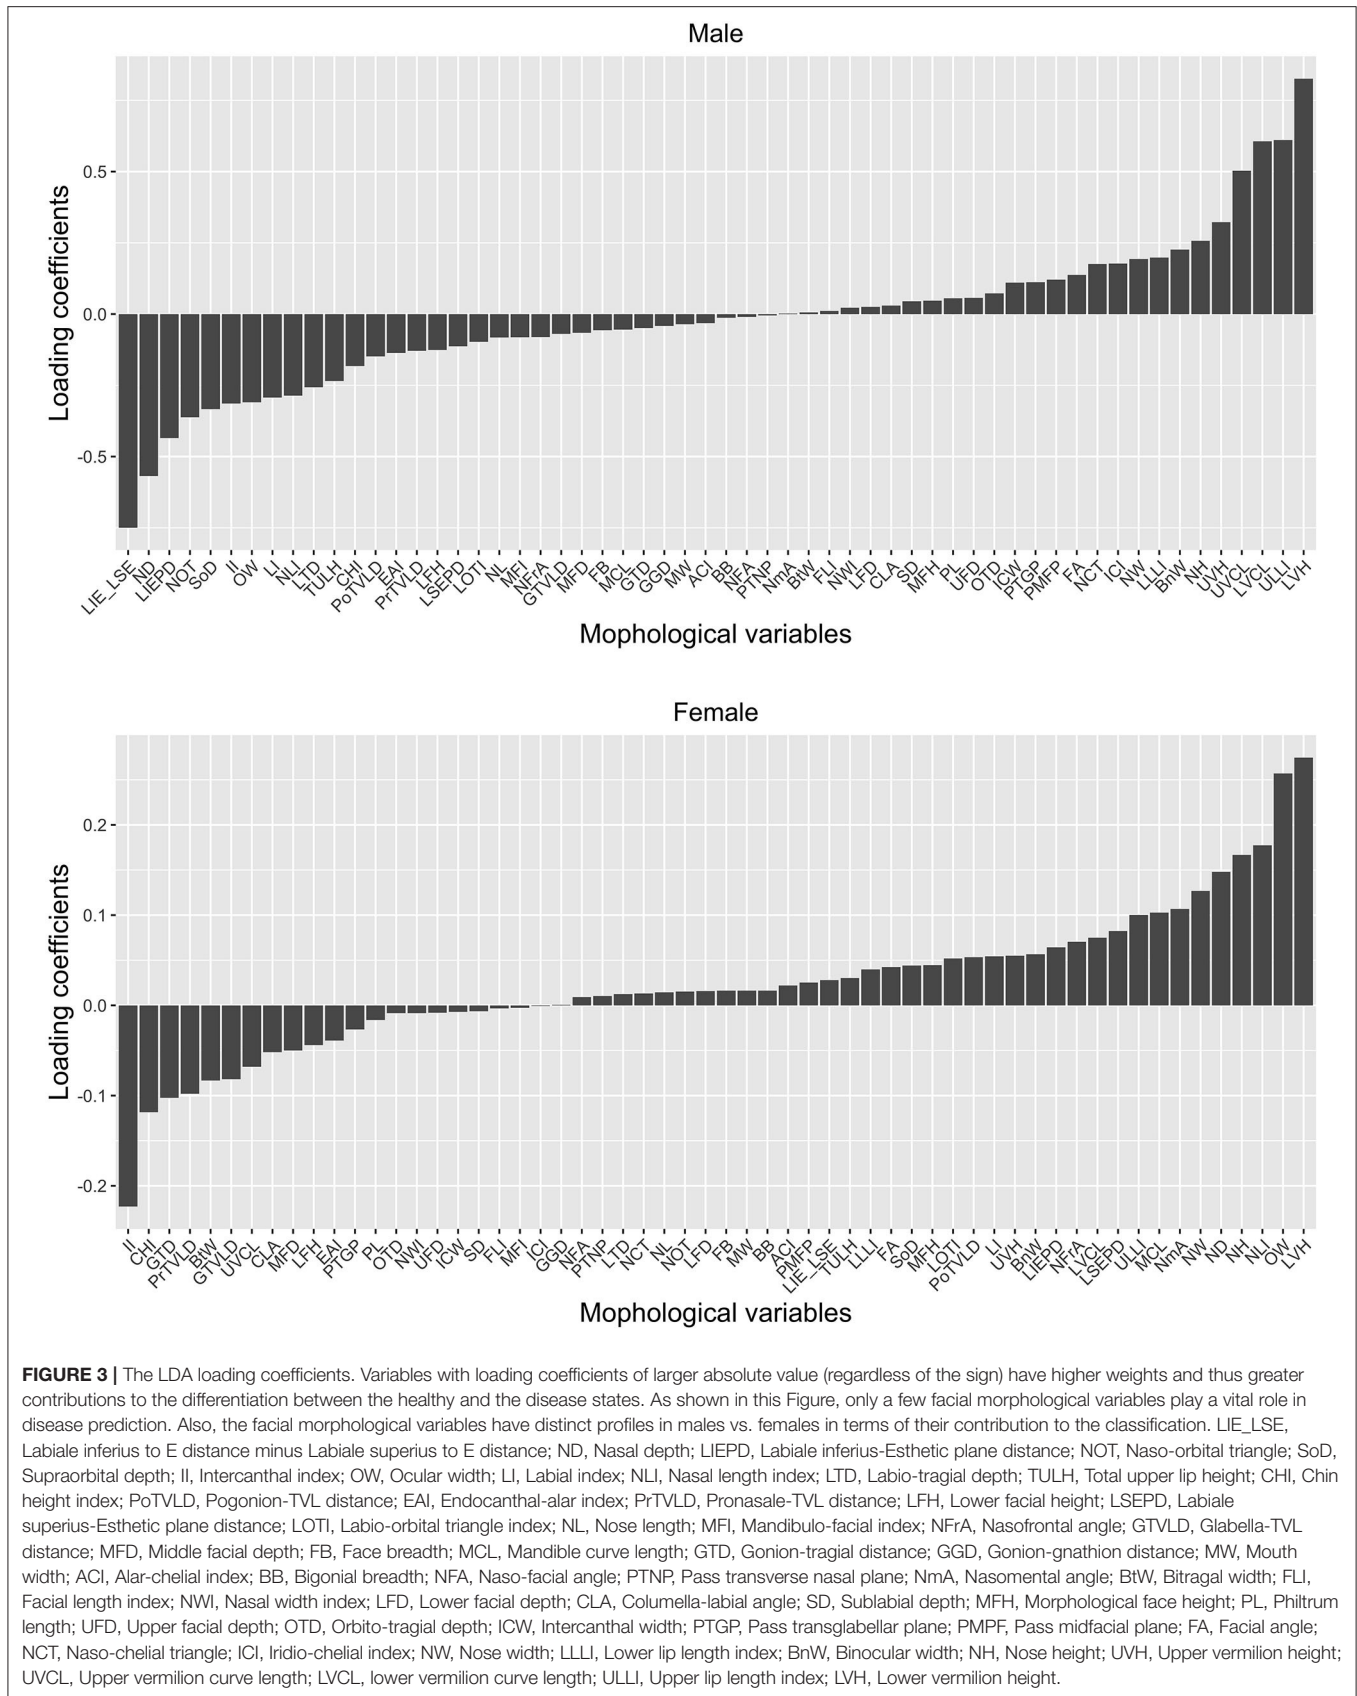 Male
Loading coefficients
0.5
0.0
-0.5
LIE_LSE ND LIEPD NOT SoD II OW LI NLI LTD TULH CHI PoTVLD EAI PrTVLD LFH LSEPD LOTI NL MFI NFrA GTVLD MFD FB MCL GTD GGD MW ACI BB NFA PTNP NmA BtW FLI NWI LFD CLA SD MFH PL UFD OTD ICW PTGP PMFP FA NCT ICI NW LLLI BnW NH UVH UVCL LVCL ULLI LVH
Mophological variables
Female
Loading coefficients
0.2
0.1
0.0
-0.1
-0.2
II CHI GTD PrTVLD BtW GTVLD UVCL CLA MFD LFH EAI PTGP PL OTD NWI UFD ICW SD FLI MFI ICI GGD NFA PTNP LTD NCT NL NOT LFD FB MW BB ACI PMFP LIE_LSE TULH LLLI FA SoD MFH LOTI PoTVLD LI UVH BnW LIEPD NFrA LVCL LSEPD ULLI MCL NmA NW ND NH NLI OW LVH
Mophological variables
FIGURE 3 | The LDA loading coefficients. Variables with loading coefficients of larger absolute value (regardless of the sign) have higher weights and thus greater
contributions to the differentiation between the healthy and the disease states. As shown in this Figure, only a few facial morphological variables play a vital role in
disease prediction. Also, the facial morphological variables have distinct profiles in males vs. females in terms of their contribution to the classification. LIE_LSE,
Labiale inferius to E distance minus Labiale superius to E distance; ND, Nasal depth; LIEPD, Labiale inferius-Esthetic plane distance; NOT, Naso-orbital triangle; SoD,
Supraorbital depth; II, Intercanthal index; OW, Ocular width; LI, Labial index; NLI, Nasal length index; LTD, Labio-tragial depth; TULH, Total upper lip height; CHI, Chin
height index; PoTVLD, Pogonion-TVL distance; EAI, Endocanthal-alar index; PrTVLD, Pronasale-TVL distance; LFH, Lower facial height; LSEPD, Labiale
superius-Esthetic plane distance; LOTI, Labio-orbital triangle index; NL, Nose length; MFI, Mandibulo-facial index; NFrA, Nasofrontal angle; GTVLD, Glabella-TVL
distance; MFD, Middle facial depth; FB, Face breadth; MCL, Mandible curve length; GTD, Gonion-tragial distance; GGD, Gonion-gnathion distance; MW, Mouth
width; ACI, Alar-chelial index; BB, Bigonial breadth; NFA, Naso-facial angle; PTNP, Pass transverse nasal plane; NmA, Nasomental angle; BtW, Bitragal width; FLI,
Facial length index; NWI, Nasal width index; LFD, Lower facial depth; CLA, Columella-labial angle; SD, Sublabial depth; MFH, Morphological face height; PL, Philtrum
length; UFD, Upper facial depth; OTD, Orbito-tragial depth; ICW, Intercanthal width; PTGP, Pass transglabellar plane; PMPF, Pass midfacial plane; FA, Facial angle;
NCT, Naso-chelial triangle; ICI, Iridio-chelial index; NW, Nose width; LLLI, Lower lip length index; BnW, Binocular width; NH, Nose height; UVH, Upper vermilion height;
UVCL, Upper vermilion curve length; LVCL, lower vermilion curve length; ULLI, Upper lip length index; LVH, Lower vermilion height.